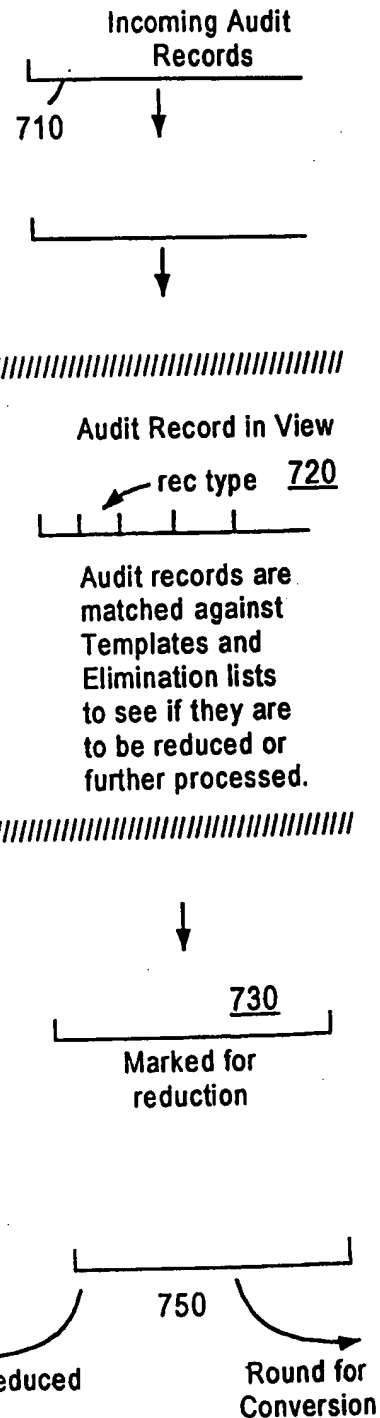 Incoming Audit
Records
710
Audit Record in View
rec type 720
Audit records are
matched against
Templates and
Elimination lists
to see if they are
to be reduced or
further processed.
730
Marked for
reduction
750
educed
Round for
Conversion